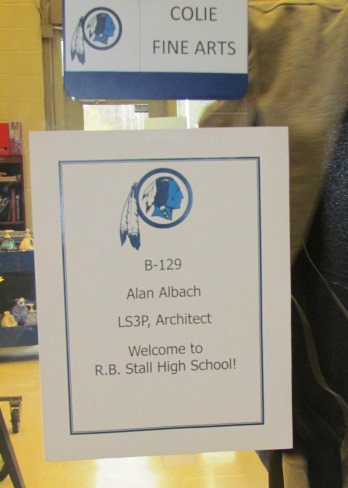 COLIE
FINE ARTS
B-129
Alan Albach
LS3P, Architect
Welcome to
R.B. Stall High School!